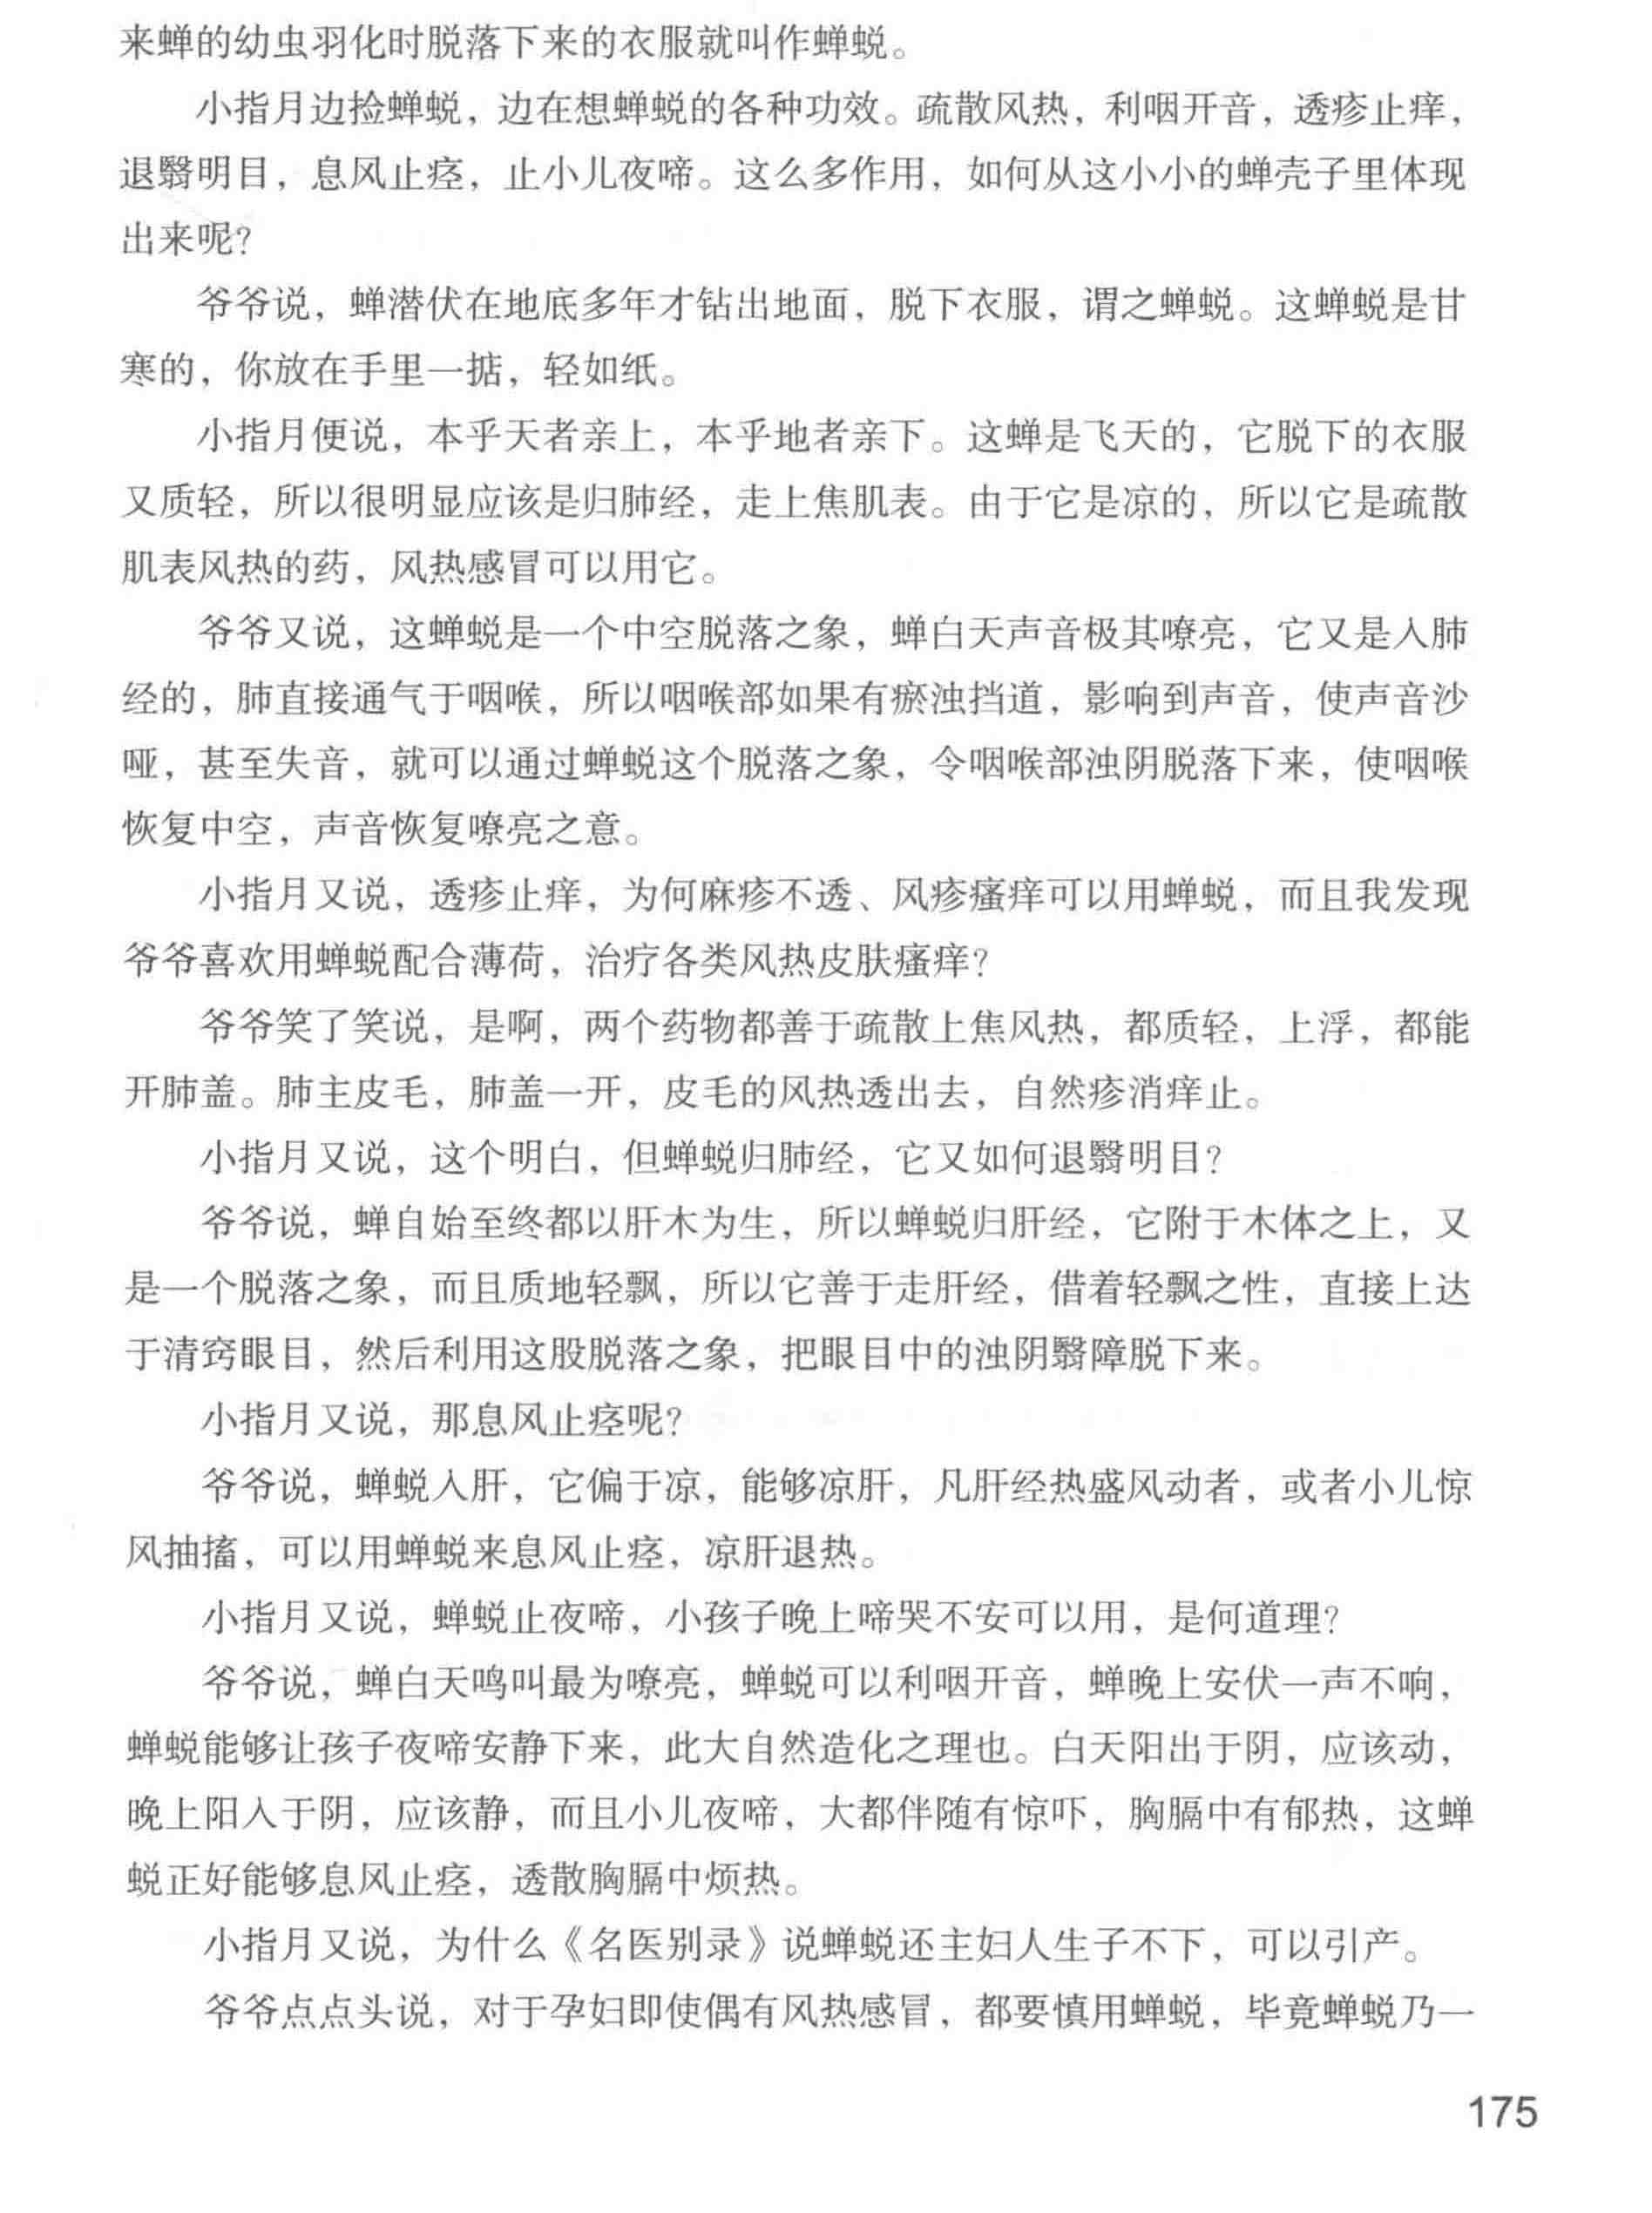 来蝉的幼虫羽化时脱落下来的衣服就叫作蝉蜕。
小指月边捡蝉蜕，边在想蝉蜕的各种功效。疏散风热，利咽开音，透疹止痒，
退翳明目，息风止痉，止小儿夜啼。这么多作用，如何从这小小的蝉壳子里体现
出来呢？
爷爷说，蝉潜伏在地底多年才钻出地面，脱下衣服，谓之蝉蜕。这蝉蜕是甘
寒的，你放在手里一掂，轻如纸。
小指月便说，本乎天者亲上，本乎地者亲下。这蝉是飞天的，它脱下的衣服
又质轻，所以很明显应该是归肺经，走上焦肌表。由于它是凉的，所以它是疏散
肌表风热的药，风热感冒可以用它。
爷爷又说，这蝉蜕是一个中空脱落之象，蝉白天声音极其嘹亮，它又是入肺
经的，肺直接通气于咽喉，所以咽喉部如果有瘀浊挡道，影响到声音，使声音沙
哑，甚至失音，就可以通过蝉蜕这个脱落之象，令咽喉部浊阴脱落下来，使咽喉
恢复中空，声音恢复嘹亮之意。
小指月又说，透疹止痒，为何麻疹不透、风疹瘙痒可以用蝉蜕，而且我发现
爷爷喜欢用蝉蜕配合薄荷，治疗各类风热皮肤瘙痒？
爷爷笑了笑说，是啊，两个药物都善于疏散上焦风热，都质轻，上浮，都能
开肺盖。肺主皮毛，肺盖一开，皮毛的风热透出去，自然疹消痒止。
小指月又说，这个明白，但蝉蜕归肺经，它又如何退翳明目？
爷爷说，蝉自始至终都以肝木为生，所以蝉蜕归肝经，它附于木体之上，又
是一个脱落之象，而且质地轻飘，所以它善于走肝经，借着轻飘之性，直接上达
于清窍眼目，然后利用这股脱落之象，把眼目中的浊阴翳障脱下来。
小指月又说，那息风止痉呢？
爷爷说，蝉蜕入肝，它偏于凉，能够凉肝，凡肝经热盛风动者，或者小儿惊
风抽搐，可以用蝉蜕来息风止痉，凉肝退热。
小指月又说，蝉蜕止夜啼，小孩子晚上啼哭不安可以用，是何道理？
爷爷说，蝉白天鸣叫最为嘹亮，蝉蜕可以利咽开音，蝉晚上安伏一声不响，
蝉蜕能够让孩子夜啼安静下来，此大自然造化之理也。白天阳出于阴，应该动，
晚上阳入于阴，应该静，而且小儿夜啼，大都伴随有惊吓，胸膈中有郁热，这蝉
蜕正好能够息风止痉，透散胸膈中烦热。
小指月又说，为什么《名医别录》说蝉蜕还主妇人生子不下，可以引产。
爷爷点点头说，对于孕妇即使偶有风热感冒，都要慎用蝉蜕，毕竟蝉蜕乃一
175